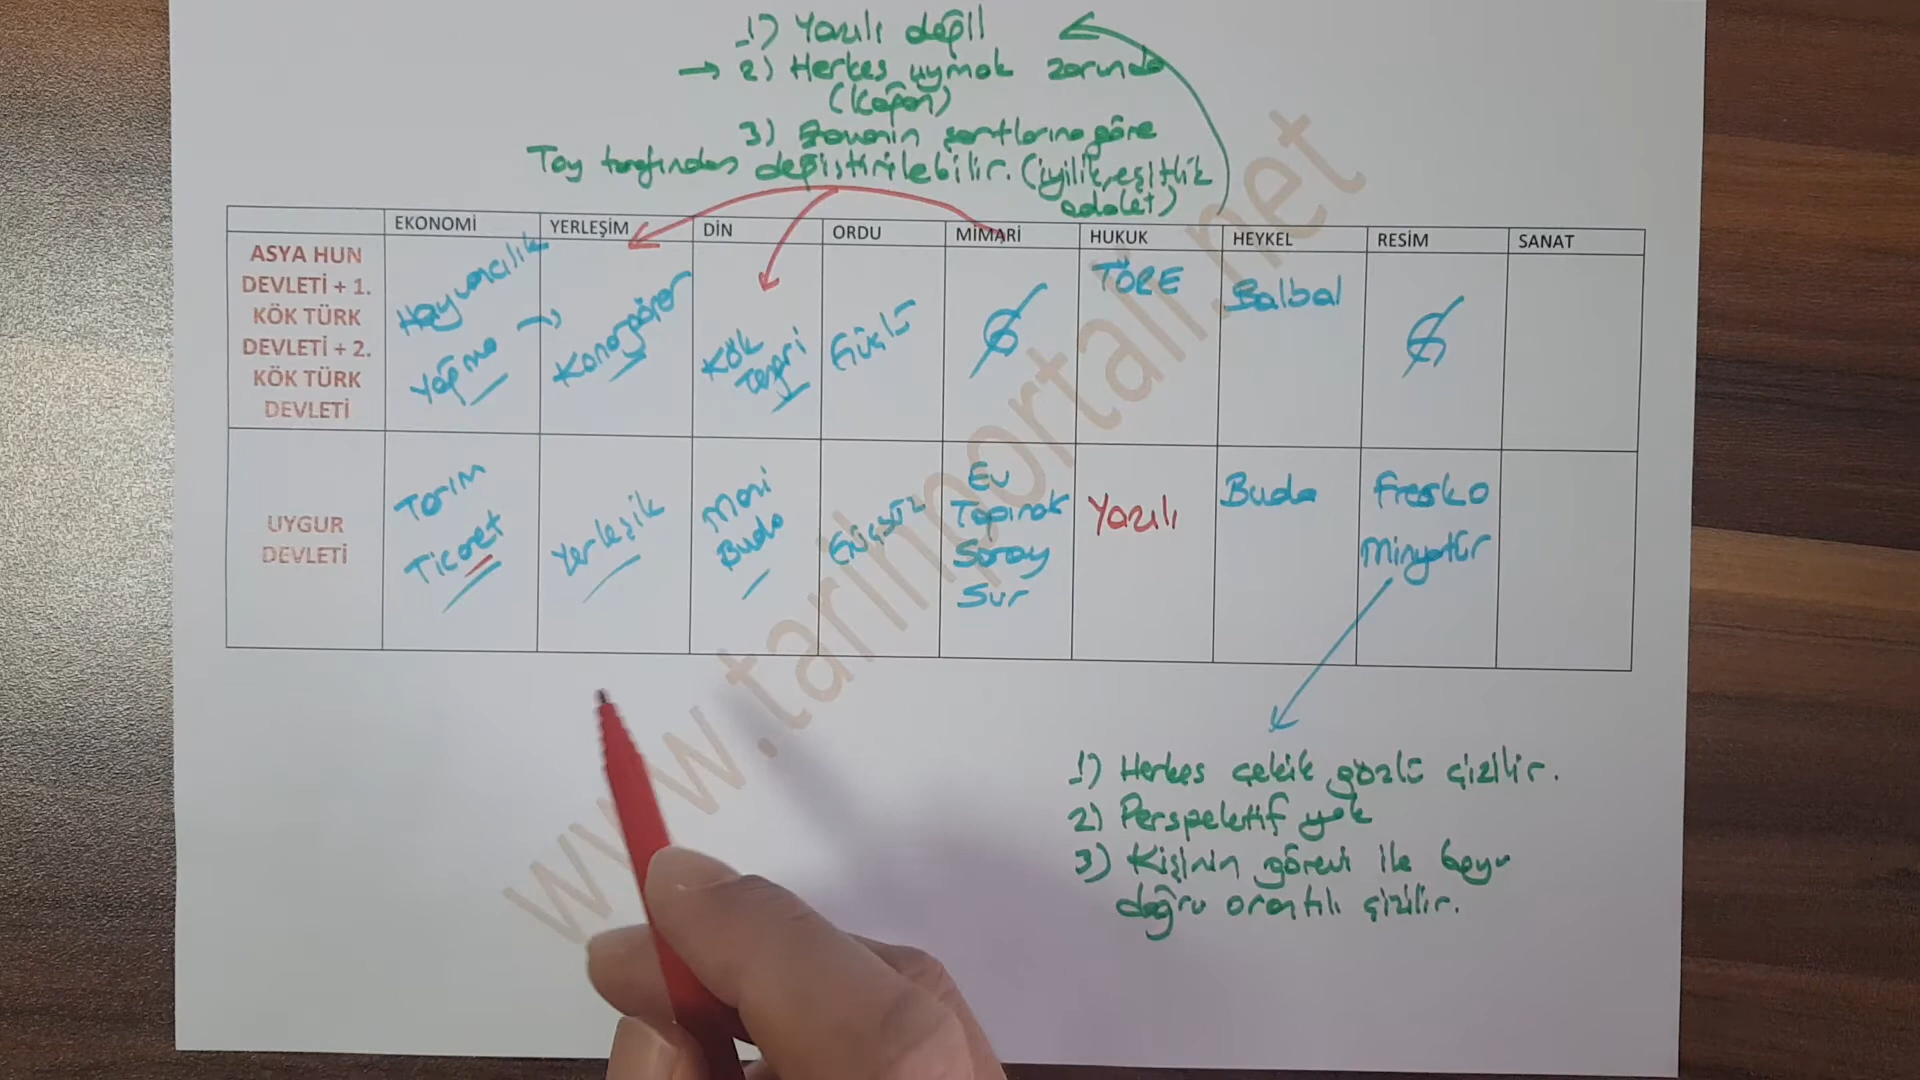 1) Yazılı değil
→ 2) Herkes uymak zorunda
(Kağan)
3) Zamanın şartlarına göre
Toy tarafından değiştirilebilir. (iyilik, eşitlik
adalet)
EKONOMİ YERLEŞİM DİN ORDU MİMARİ HUKUK HEYKEL RESİM SANAT
ASYA HUN
DEVLETİ + 1.
KÖK TÜRK
DEVLETİ + 2.
KÖK TÜRK
DEVLETİ
Hayvancılık
Yağma
Konargöçer
Kök
Tengri
Güçlü
TÖRE
Balbal
UYGUR
DEVLETİ
Tarım
Ticaret
Yerleşik
Mani
Buda
Güçsüz
Ev
Tapınak
Saray
Sur
Yazılı
Buda
Fresko
Minyatür
1) Herkes çekik gözlü çizilir.
2) Perspektif yok
3) Kişinin görevi ile boyu
doğru orantılı çizilir.
www.tarihportali.net